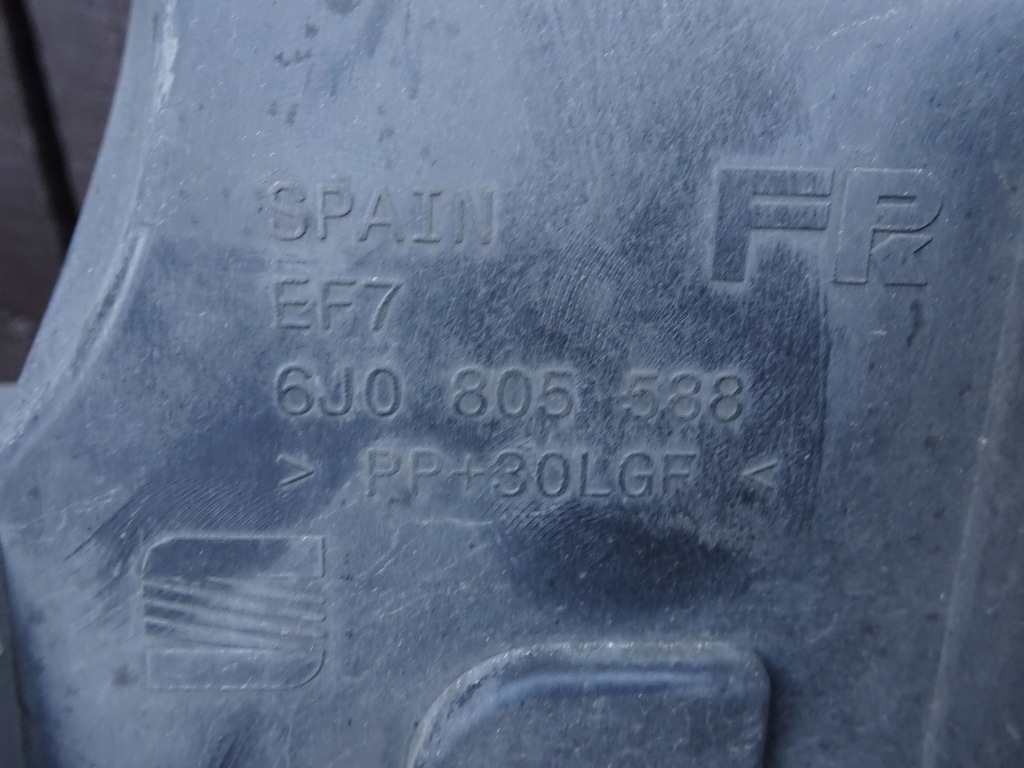 SPAIN
FR
EF7
6J0 805 588
> PP+30LGF <